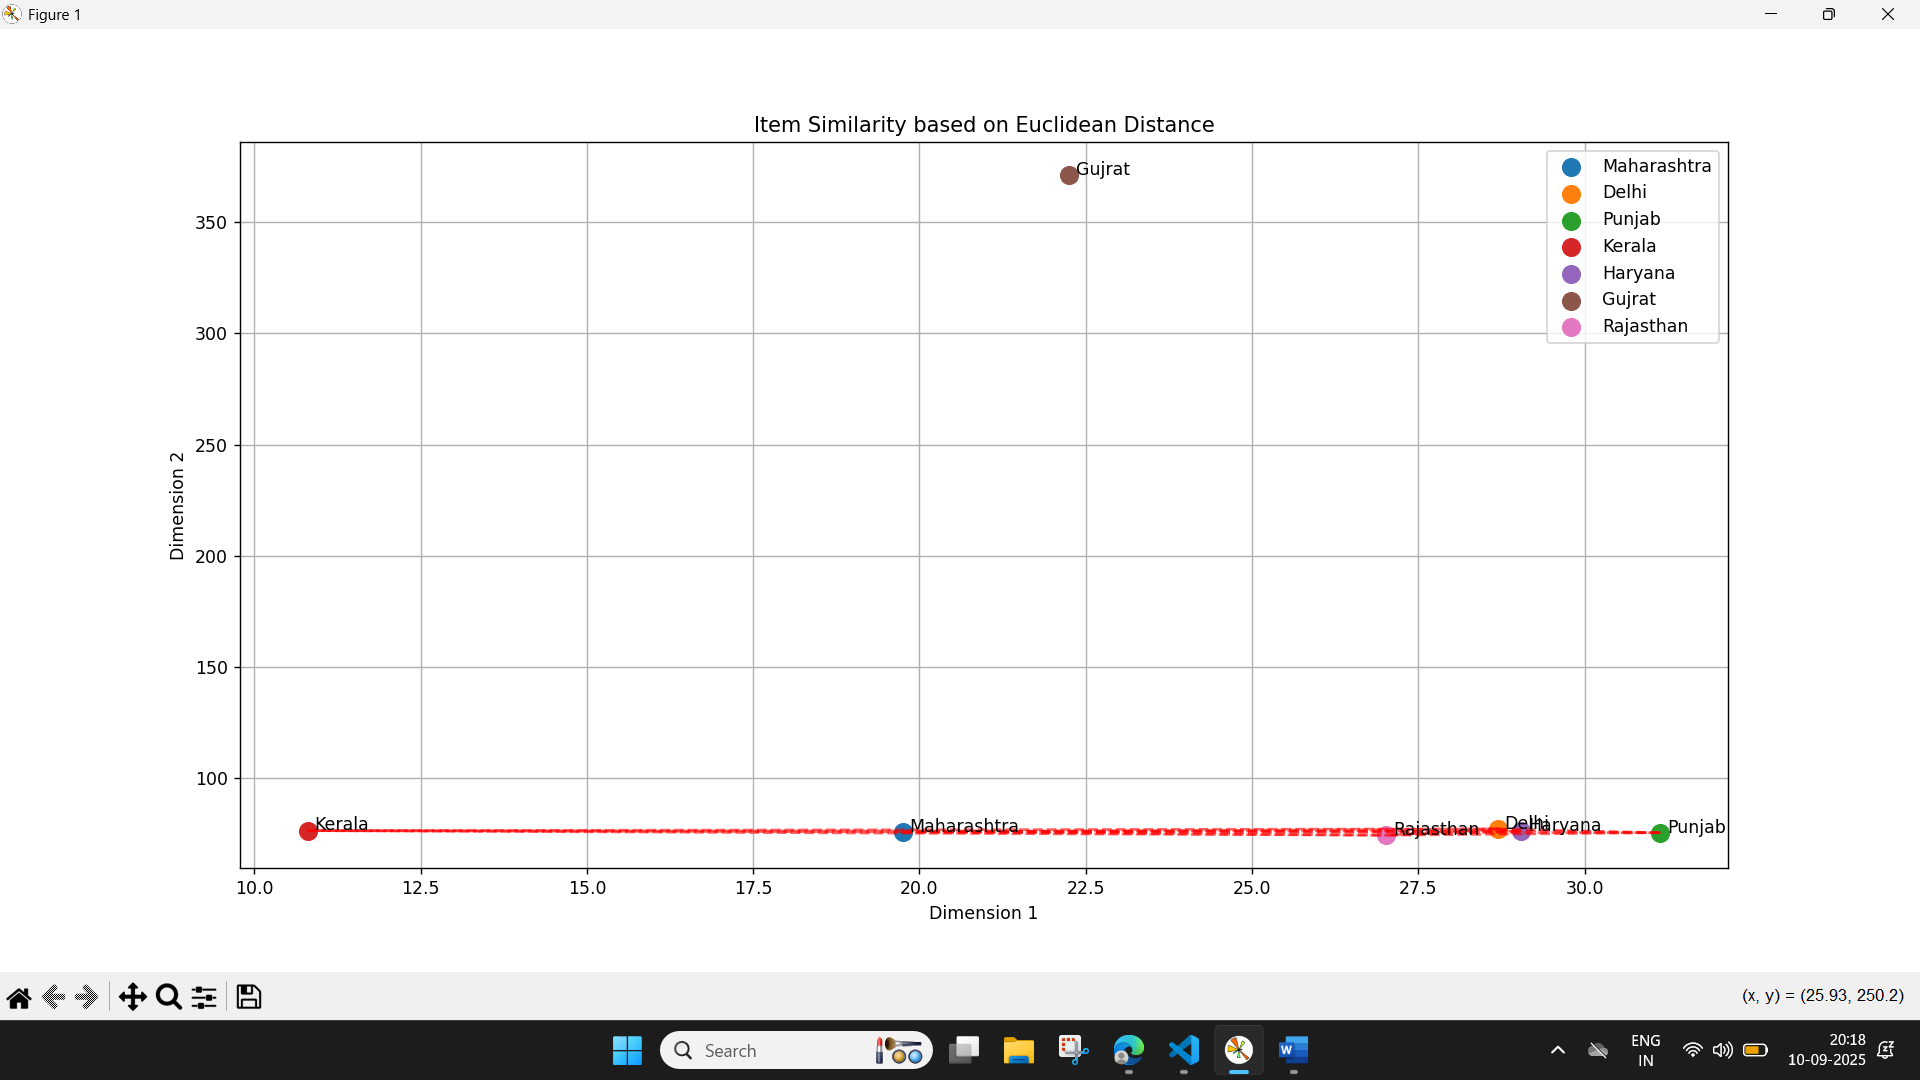 Figure 1
Item Similarity based on Euclidean Distance
Gujrat
Maharashtra
Delhi
Punjab
Kerala
Haryana
Gujrat
Rajasthan
350
300
250
200
150
100
Dimension 2
Kerala
Maharashtra
Rajasthan
Delhi
Haryana
Punjab
10.0 12.5 15.0 17.5 20.0 22.5 25.0 27.5 30.0
Dimension 1
(x, y) = (25.93, 250.2)
Search
ENG
IN
20:18
10-09-2025